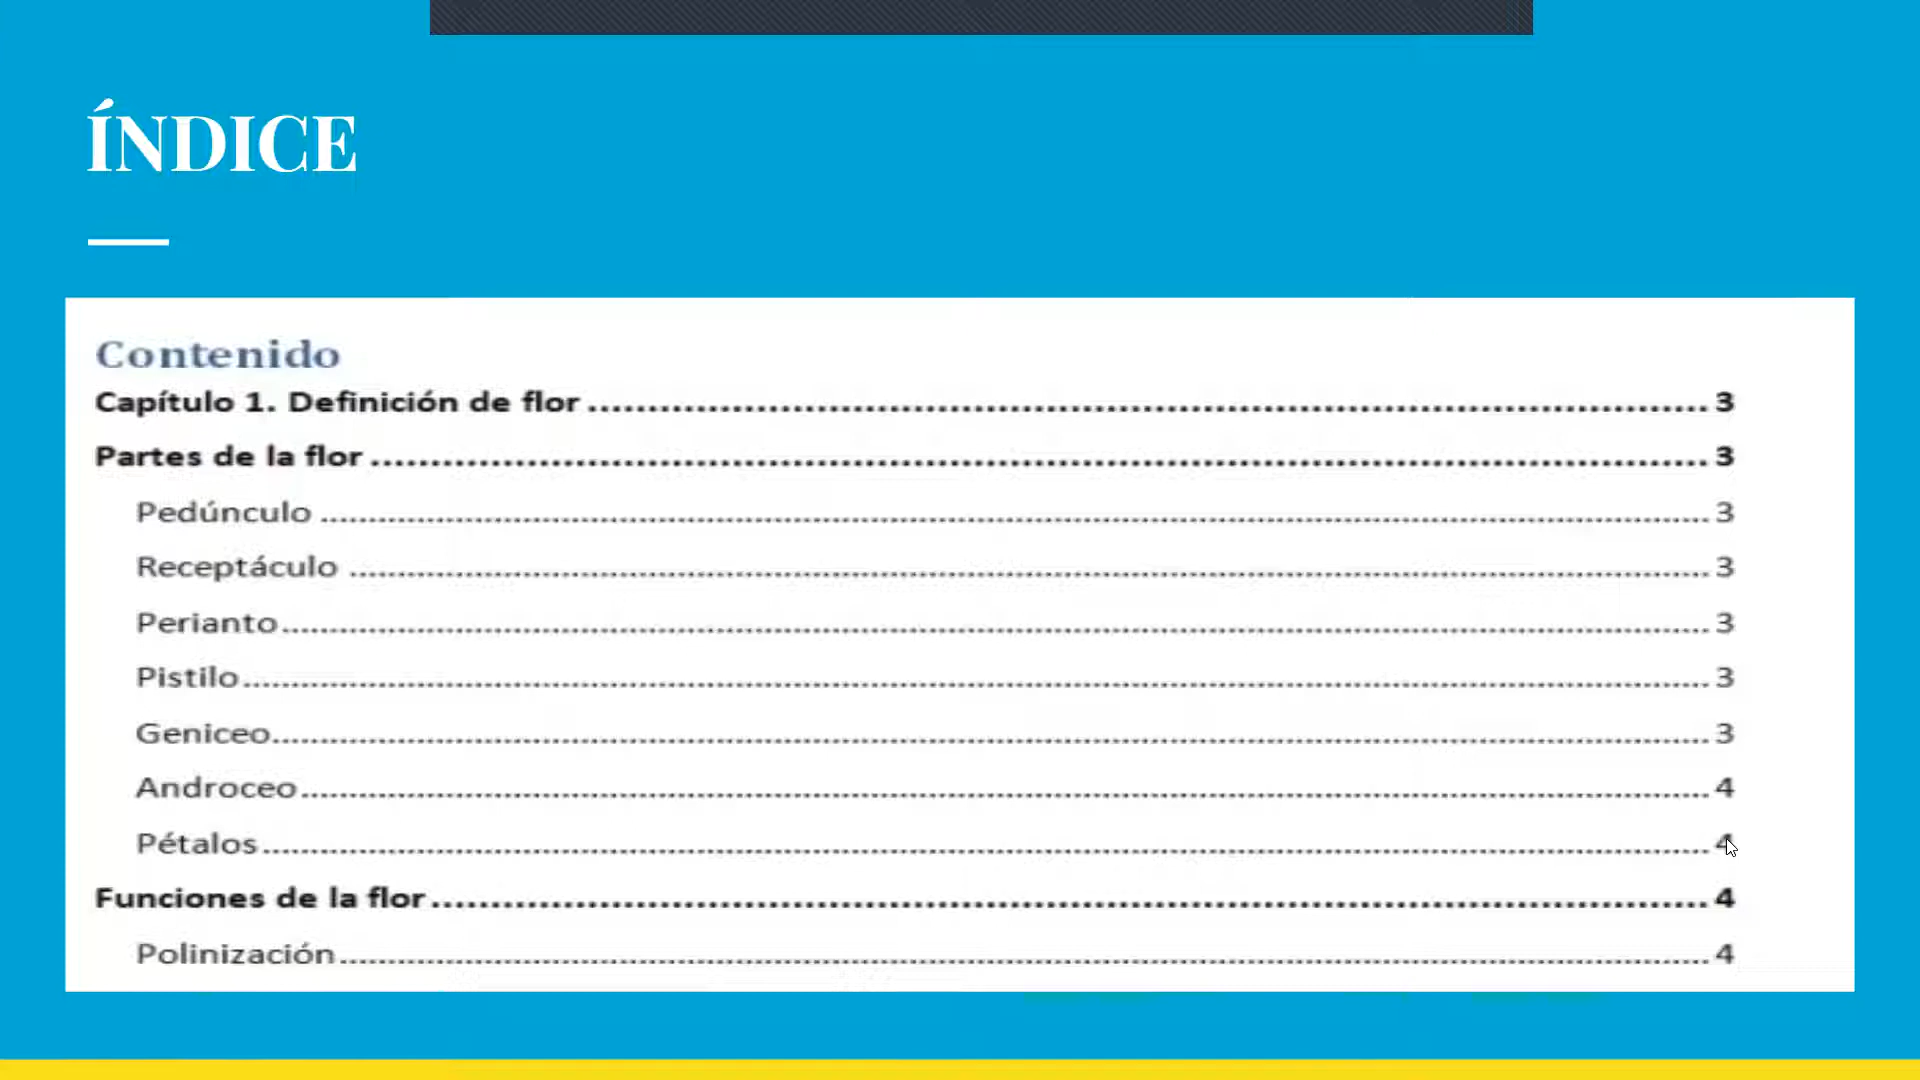 ÍNDICE
Contenido
Capítulo 1. Definición de flor ........................ 3
Partes de la flor ........................ 3
Pedúnculo ........................ 3
Receptáculo ........................ 3
Perianto ........................ 3
Pistilo ........................ 3
Geniceo ........................ 3
Androceo ........................ 4
Pétalos ........................ 4
Funciones de la flor ........................ 4
Polinización ........................ 4